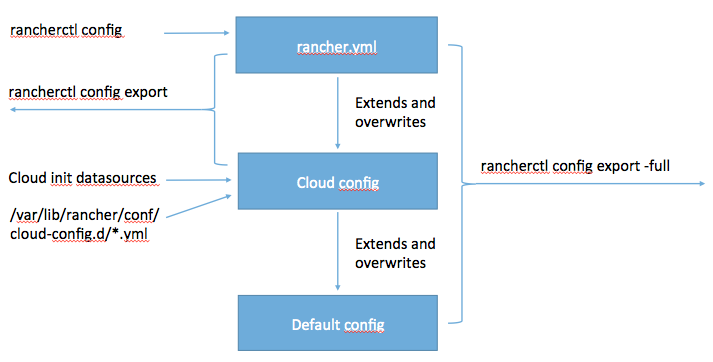 rancherctl config
rancher.yml
rancherctl config export
Extends and
overwrites
rancherctl config export -full
Cloud init datasources
Cloud config
/var/lib/rancher/conf/
cloud-config.d/*.yml
Extends and
overwrites
Default config